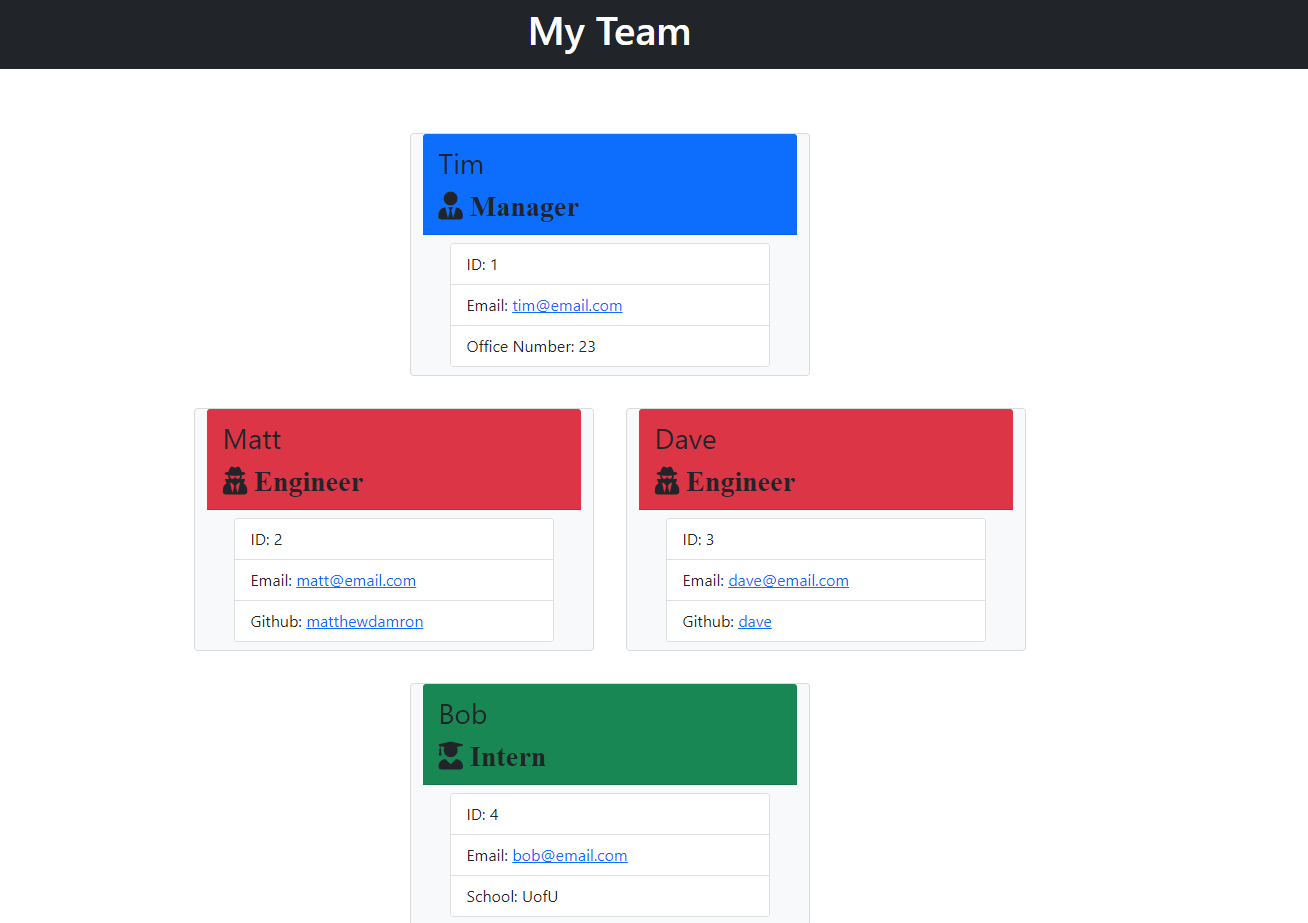 My Team
Tim
Manager
ID: 1
Email: tim@email.com
Office Number: 23
Matt
Engineer
ID: 2
Email: matt@email.com
Github: matthewdamron
Dave
Engineer
ID: 3
Email: dave@email.com
Github: dave
Bob
Intern
ID: 4
Email: bob@email.com
School: UofU